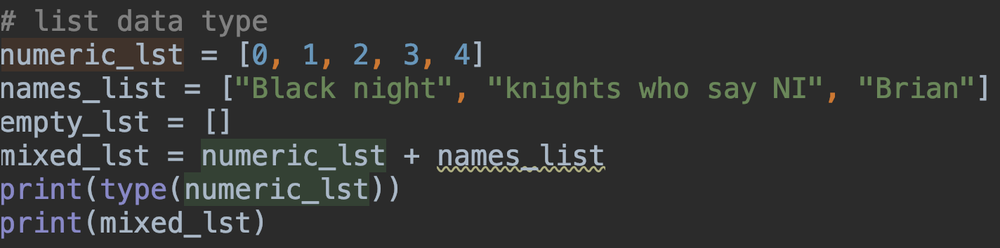 # list data type
numeric_lst = [0, 1, 2, 3, 4]
names_list = ["Black night", "knights who say NI", "Brian"]
empty_lst = []
mixed_lst = numeric_lst + names_list
print(type(numeric_lst))
print(mixed_lst)